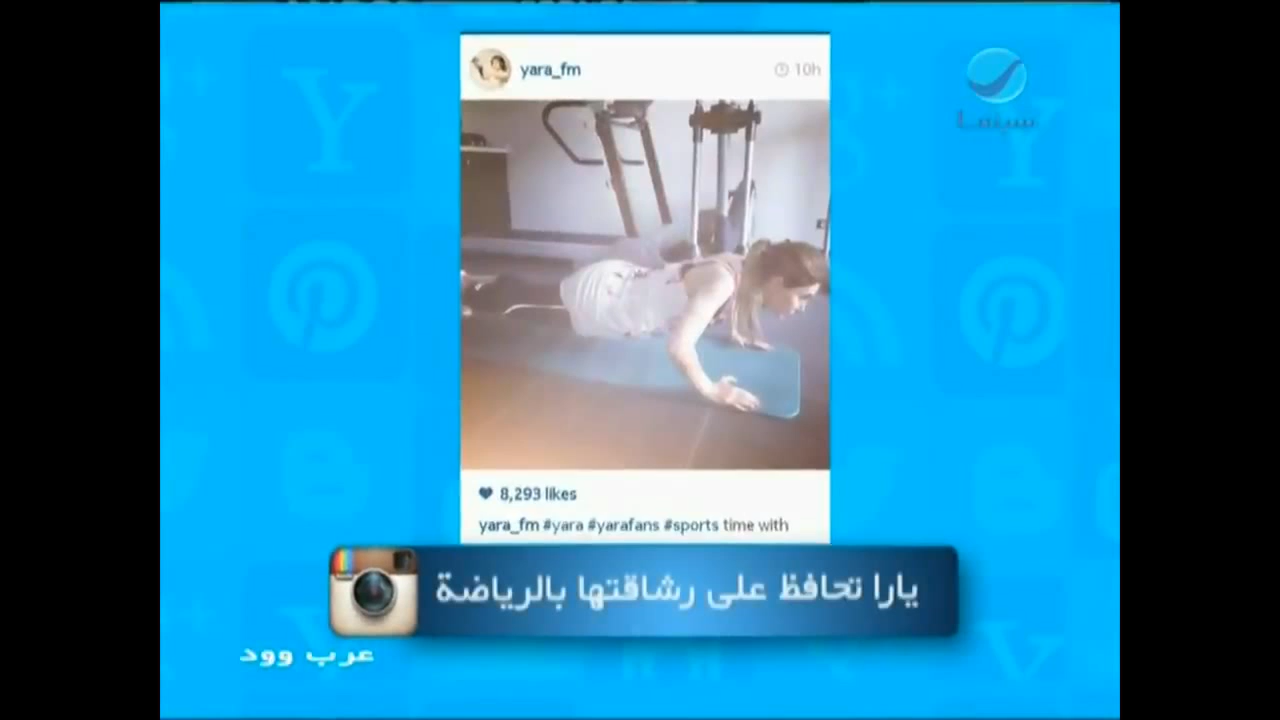 yara_fm
10h
سينما
8,293 likes
yara_fm #yara #yarafans #sports time with
يارا تحافظ على رشاقتها بالرياضة
عرب وود